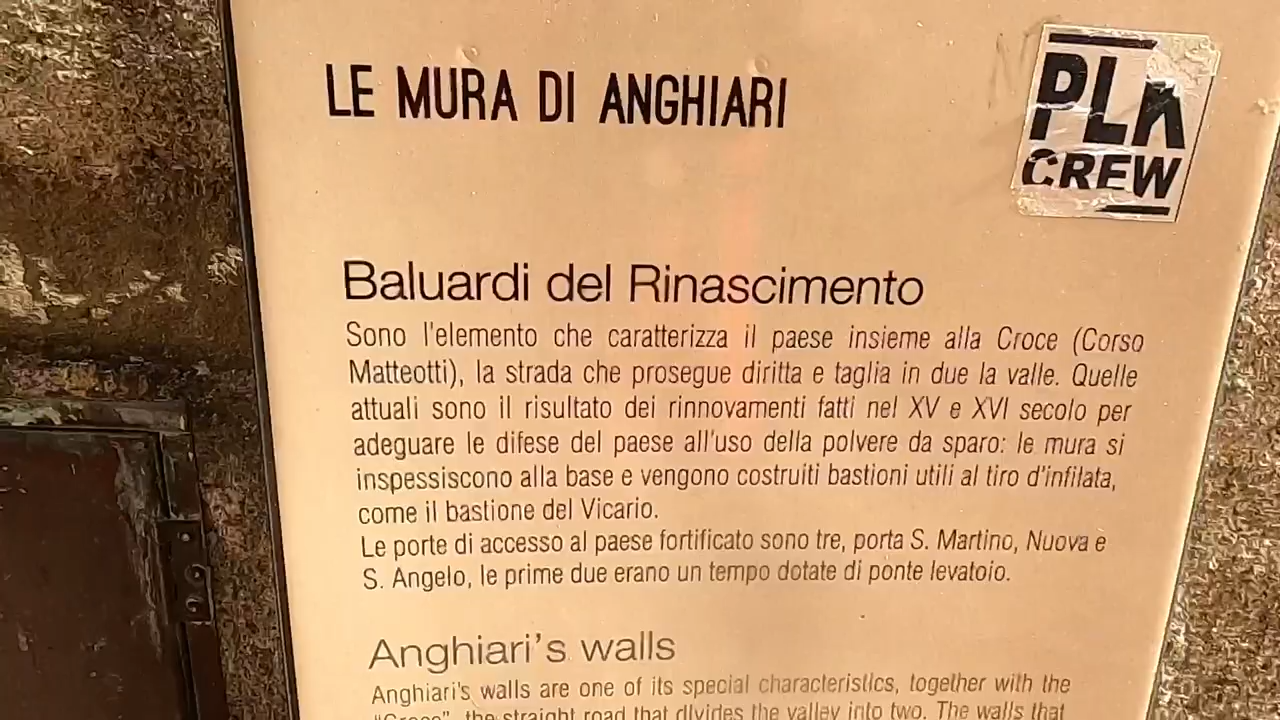 LE MURA DI ANGHIARI
PLK
CREW
Baluardi del Rinascimento
Sono l'elemento che caratterizza il paese insieme alla Croce (Corso
Matteotti), la strada che prosegue diritta e taglia in due la valle. Quelle
attuali sono il risultato dei rinnovamenti fatti nel XV e XVI secolo per
adeguare le difese del paese all'uso della polvere da sparo: le mura si
inspessiscono alla base e vengono costruiti bastioni utili al tiro d'infilata,
come il bastione del Vicario.
Le porte di accesso al paese fortificato sono tre, porta S. Martino, Nuova e
S. Angelo, le prime due erano un tempo dotate di ponte levatoio.
Anghiari's walls
Anghiari's walls are one of its special characteristics, together with the
"Croce", the straight road that divides the valley into two. The walls that